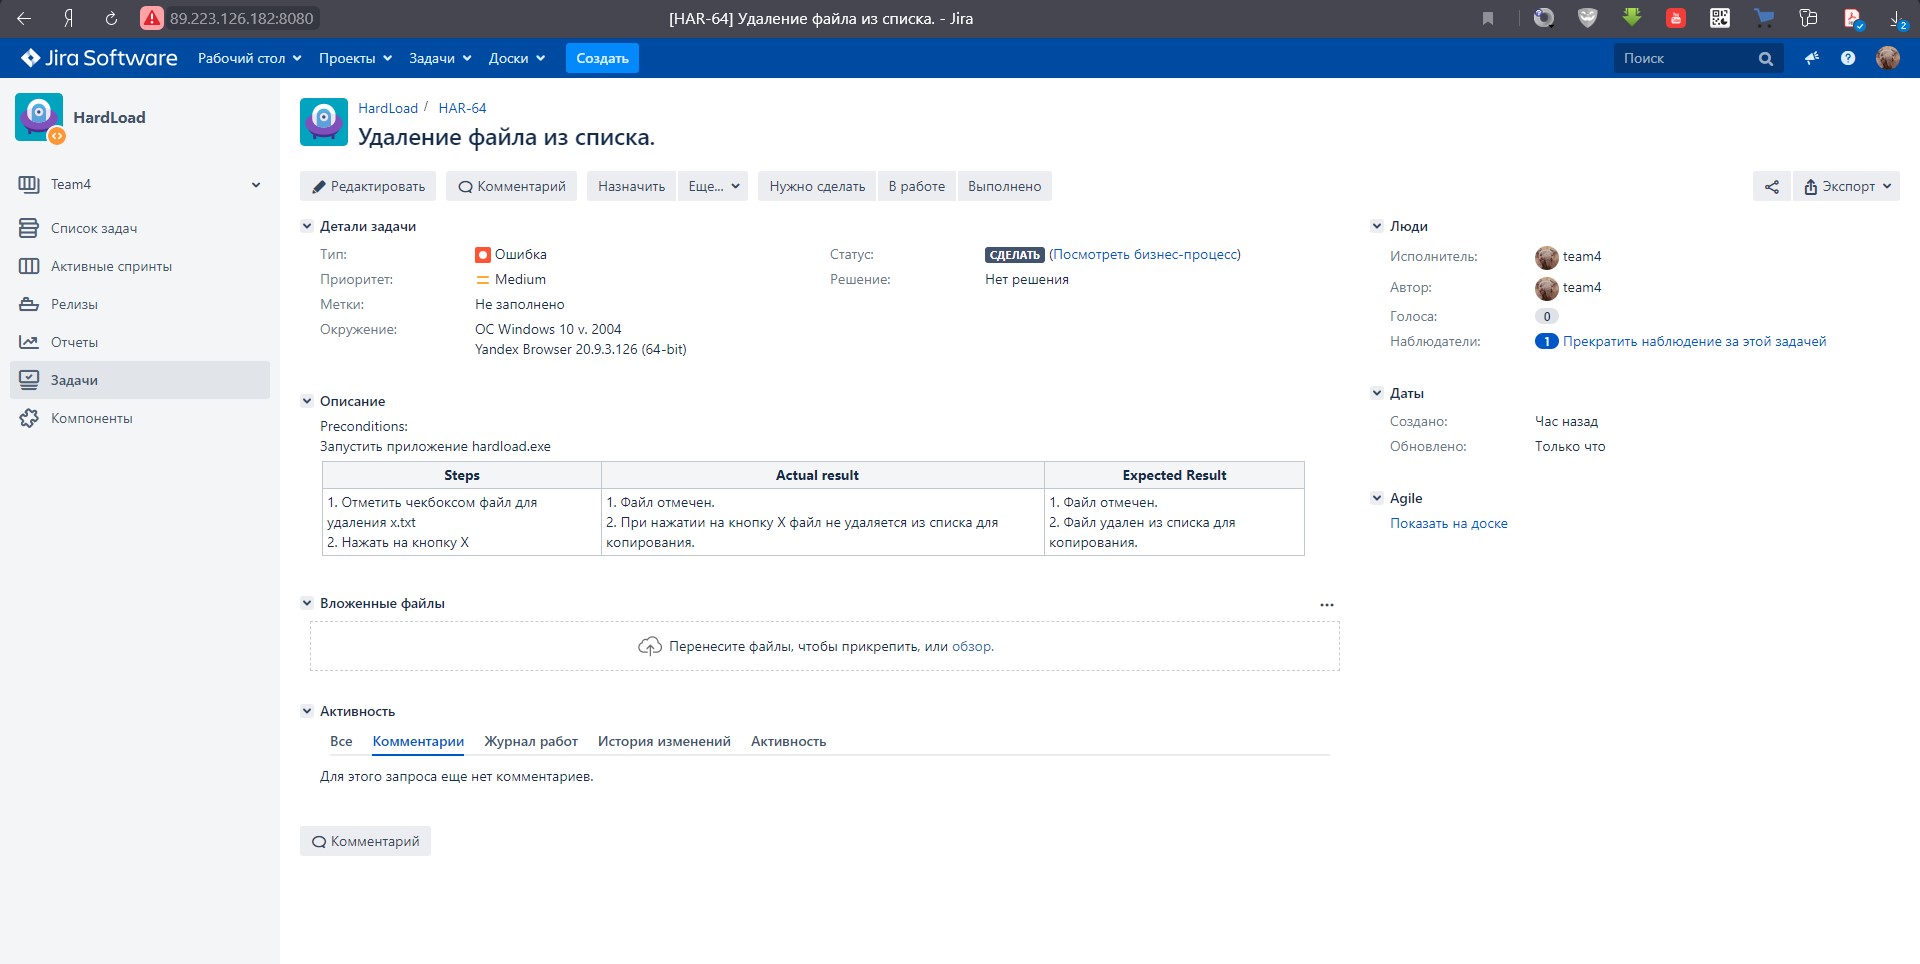 89.223.126.182:8080
[HAR-64] Удаление файла из списка. - Jira
2
Jira Software
Рабочий стол
Проекты
Задачи
Доски
Создать
Поиск
HardLoad
Team4
Список задач
Активные спринты
Релизы
Отчеты
Задачи
Компоненты
HardLoad / HAR-64
Удаление файла из списка.
Редактировать
Комментарий
Назначить
Еще...
Нужно сделать
В работе
Выполнено
Экспорт
Детали задачи
Тип: Ошибка
Приоритет: Medium
Метки: Не заполнено
Окружение: ОС Windows 10 v. 2004
Yandex Browser 20.9.3.126 (64-bit)
Статус: СДЕЛАТЬ (Посмотреть бизнес-процесс)
Решение: Нет решения
Описание
Preconditions:
Запустить приложение hardload.exe
Steps
1. Отметить чекбоксом файл для
удаления x.txt
2. Нажать на кнопку X
Actual result
1. Файл отмечен.
2. При нажатии на кнопку X файл не удаляется из списка для
копирования.
Expected Result
1. Файл отмечен.
2. Файл удален из списка для
копирования.
Вложенные файлы
Перенесите файлы, чтобы прикрепить, или обзор.
Активность
Все Комментарии Журнал работ История изменений Активность
Для этого запроса еще нет комментариев.
Комментарий
Люди
Исполнитель: team4
Автор: team4
Голоса: 0
Наблюдатели: 1 Прекратить наблюдение за этой задачей
Даты
Создано: Час назад
Обновлено: Только что
Agile
Показать на доске